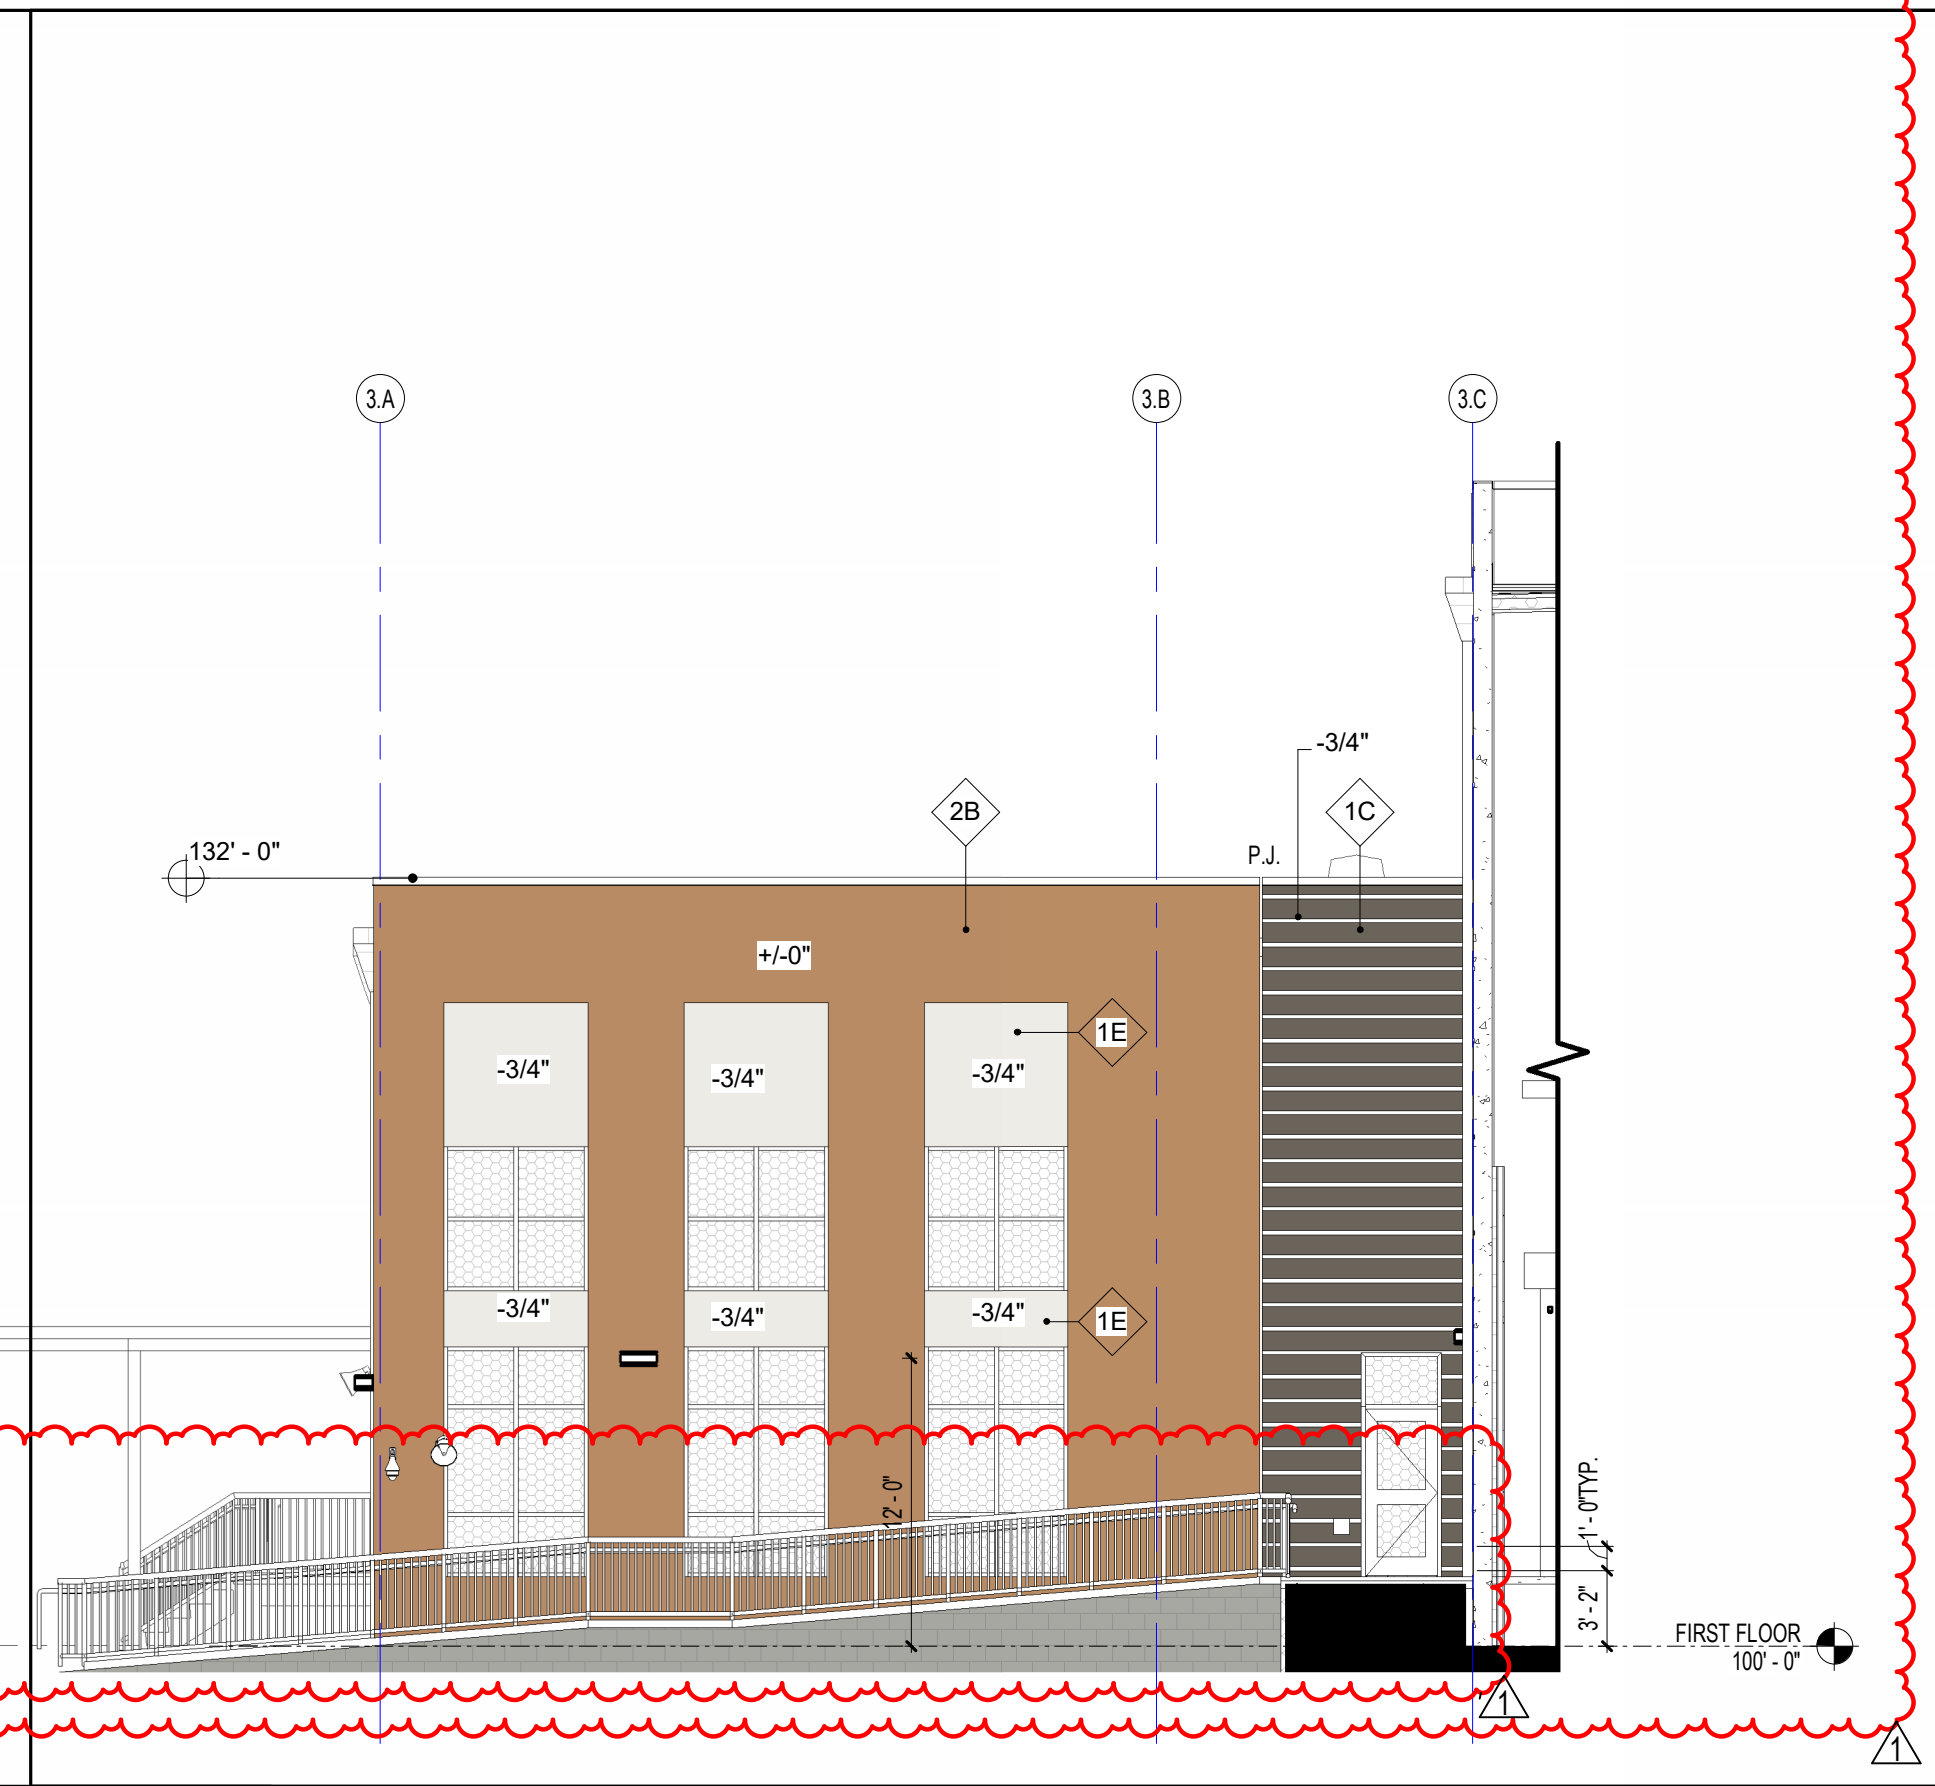 3.A
3.B
3.C
-3/4"
2B
1C
132' - 0"
P.J.
+/-0"
1E
-3/4"
-3/4"
-3/4"
-3/4"
-3/4"
-3/4"
1E
12' - 0"
1' - 0"TYP.
3' - 2"
FIRST FLOOR
100' - 0"
1
1